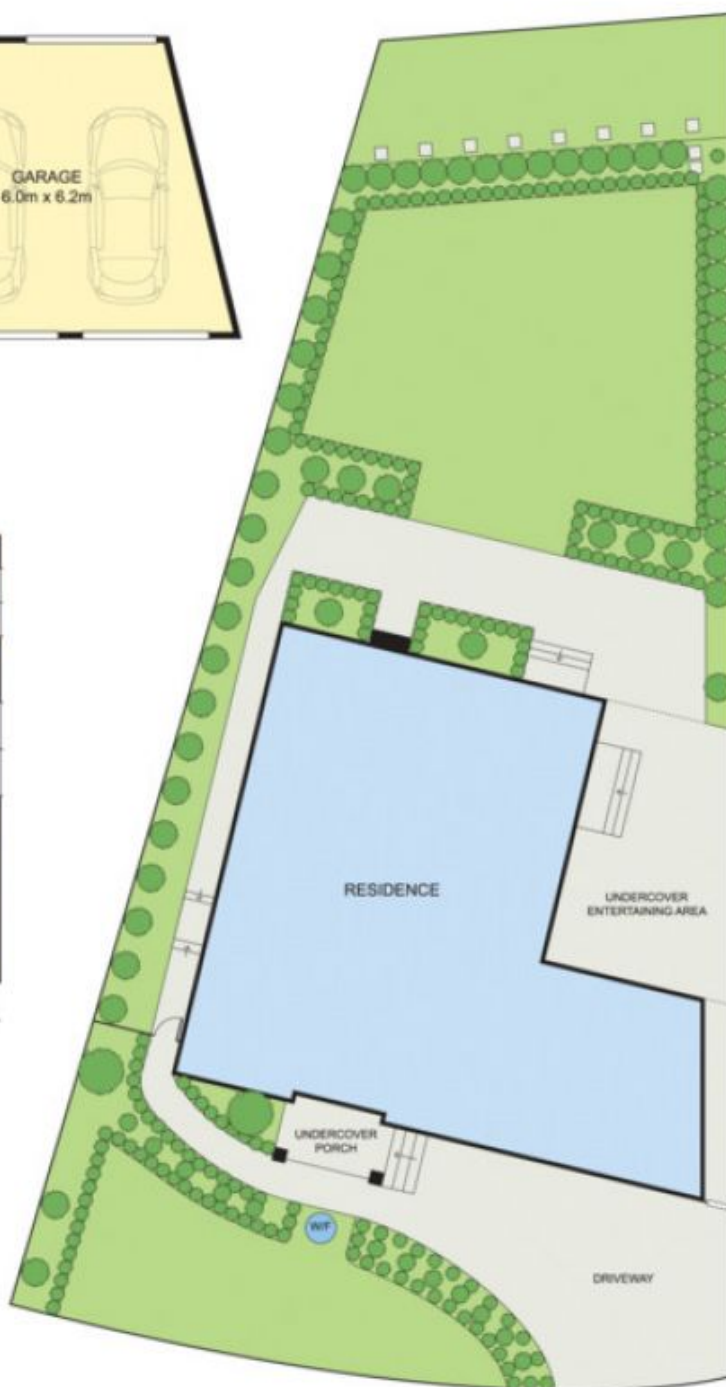 GARAGE
6.0m x 6.2m
RESIDENCE
UNDERCOVER
ENTERTAINING AREA
UNDERCOVER
PORCH
W/F
DRIVEWAY